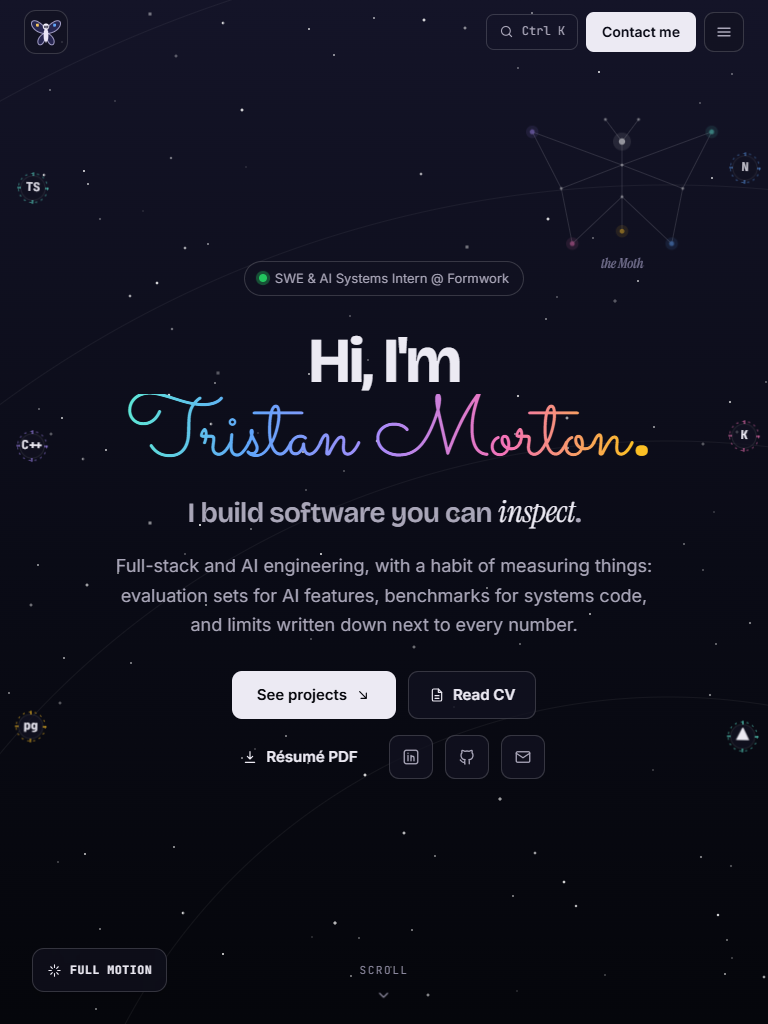 Ctrl K
Contact me
TS
N
the Moth
SWE & AI Systems Intern @ Formwork
Hi, I'm
Tristan Morton.
C++
K
I build software you can inspect.
Full-stack and AI engineering, with a habit of measuring things:
evaluation sets for AI features, benchmarks for systems code,
and limits written down next to every number.
See projects
Read CV
pg
Résumé PDF
in
FULL MOTION
SCROLL